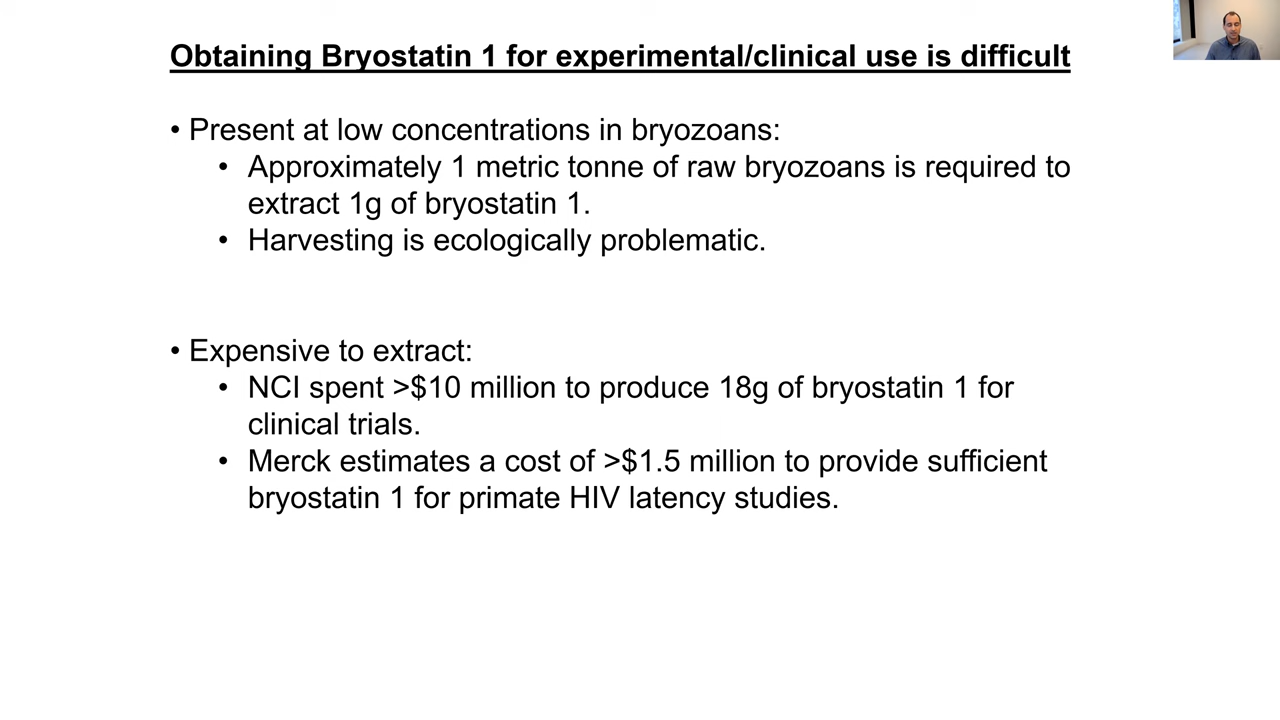 Obtaining Bryostatin 1 for experimental/clinical use is difficult
• Present at low concentrations in bryozoans:
• Approximately 1 metric tonne of raw bryozoans is required to
extract 1g of bryostatin 1.
• Harvesting is ecologically problematic.
• Expensive to extract:
• NCI spent >$10 million to produce 18g of bryostatin 1 for
clinical trials.
• Merck estimates a cost of >$1.5 million to provide sufficient
bryostatin 1 for primate HIV latency studies.